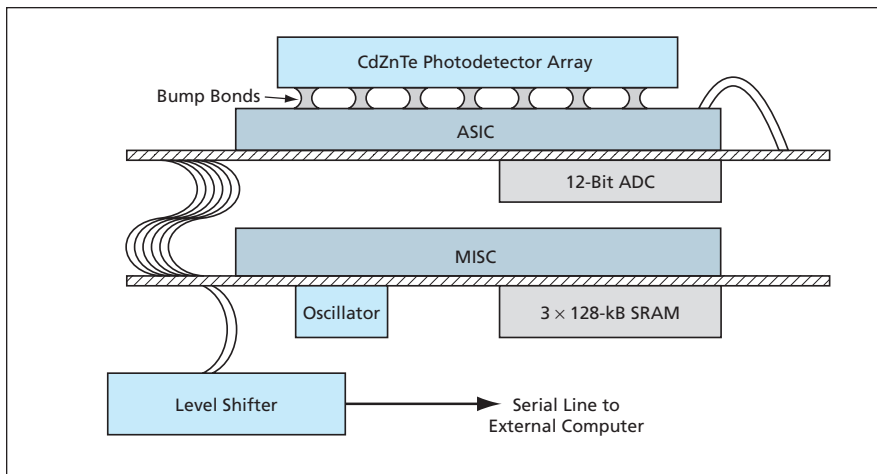 CdZnTe Photodetector Array
Bump Bonds
ASIC
12-Bit ADC
MISC
Oscillator
3 × 128-kB SRAM
Level Shifter
Serial Line to
External Computer